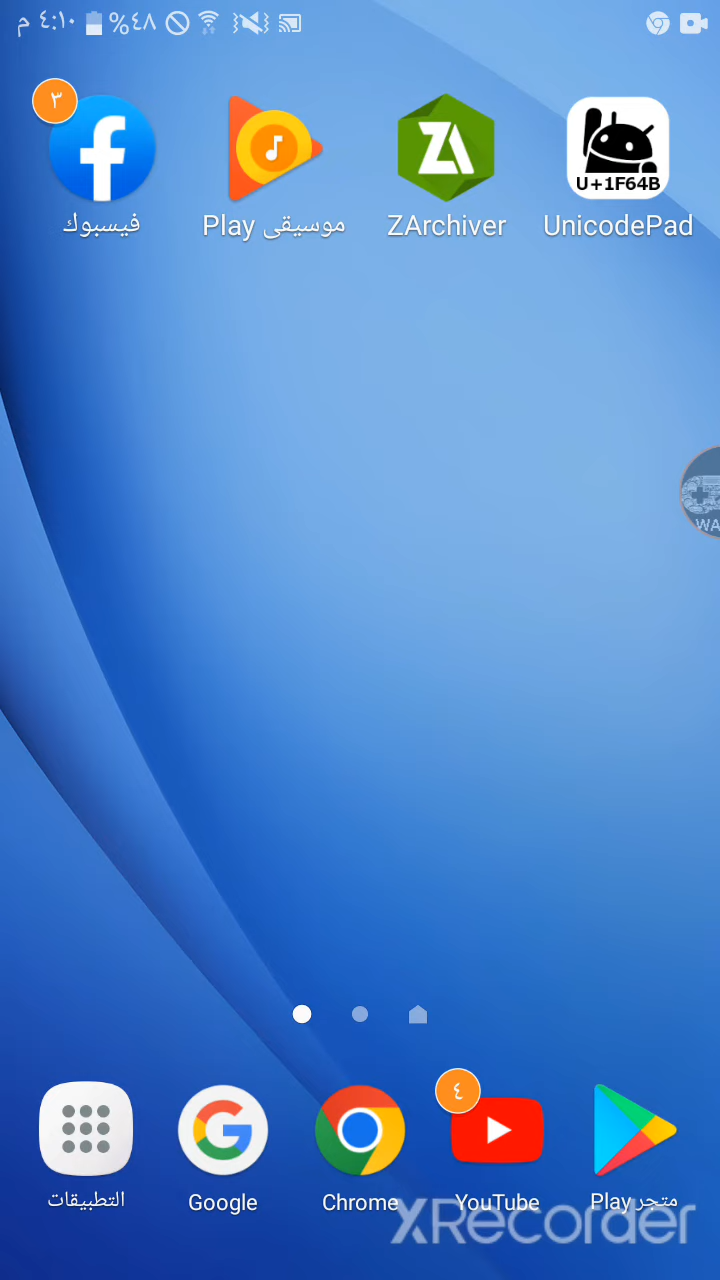 ٤:١٠ م
%٤٨
٣
فيسبوك
موسيقى Play
ZArchiver
U+1F64B
UnicodePad
WA
التطبيقات
Google
Chrome
٤
YouTube
متجر Play
XRecorder